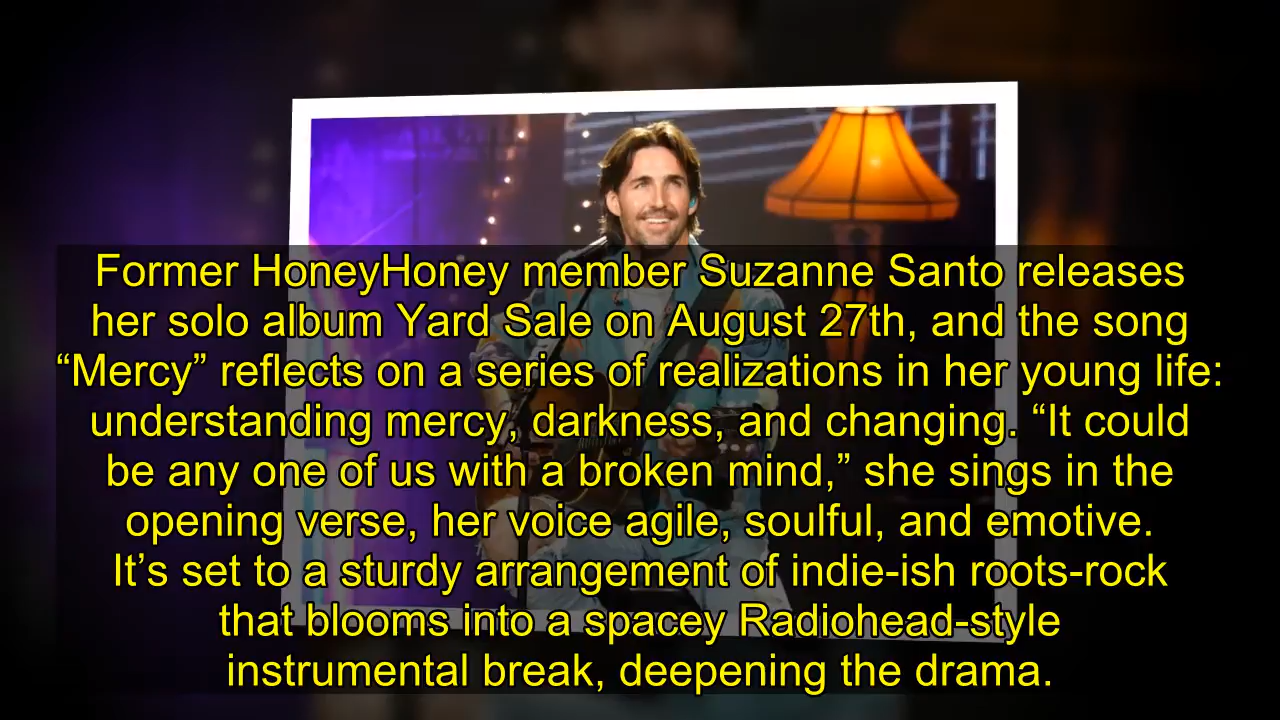 Former HoneyHoney member Suzanne Santo releases
her solo album Yard Sale on August 27th, and the song
“Mercy” reflects on a series of realizations in her young life:
understanding mercy, darkness, and changing. “It could
be any one of us with a broken mind,” she sings in the
opening verse, her voice agile, soulful, and emotive.
It’s set to a sturdy arrangement of indie-ish roots-rock
that blooms into a spacey Radiohead-style
instrumental break, deepening the drama.